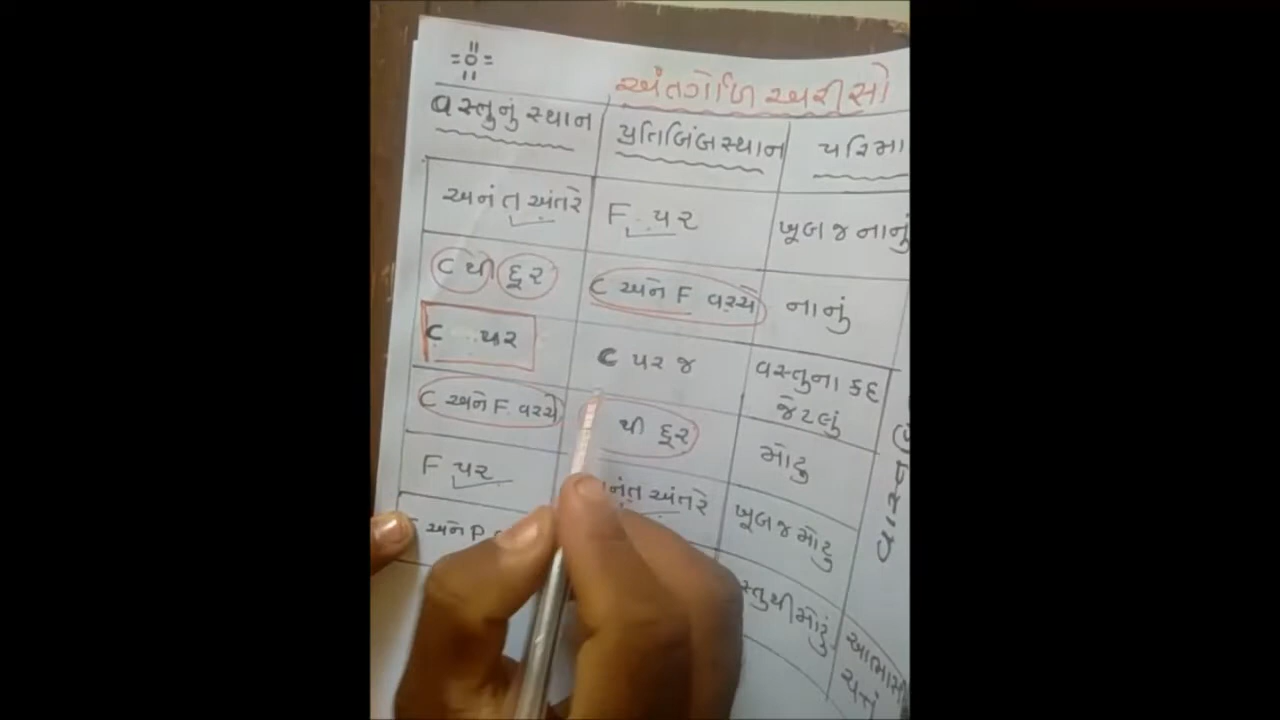 અંતર્ગોળ અરીસો
વસ્તુનું સ્થાન પ્રતિબિંબ સ્થાન પરિમા
અનંત અંતરે F પર ખૂબ જ નાનું
C થી દૂર C અને F વચ્ચે નાનું
C પર C પર જ વસ્તુના કદ
જેટલું
C અને F વચ્ચે થી દૂર મોટુ
F પર નંત અંતરે ખૂબ જ મોટુ
અને P સ્તુથી મોટું